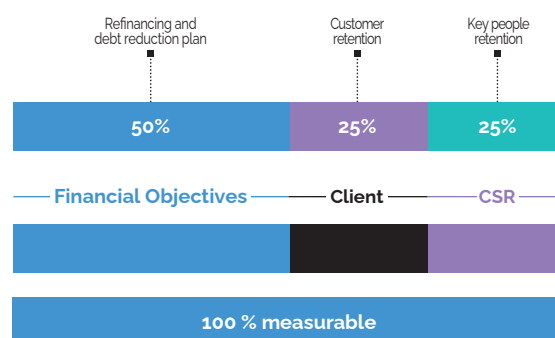 Refinancing and
debt reduction plan
Customer
retention
Key people
retention
50%
25%
25%
Financial Objectives
Client
CSR
100 % measurable